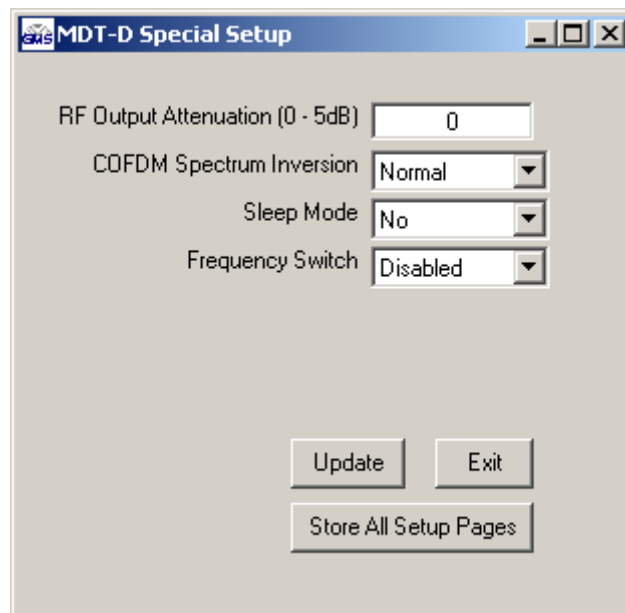 GMS MDT-D Special Setup
RF Output Attenuation (0 - 5dB) 0
COFDM Spectrum Inversion Normal
Sleep Mode No
Frequency Switch Disabled
Update Exit
Store All Setup Pages